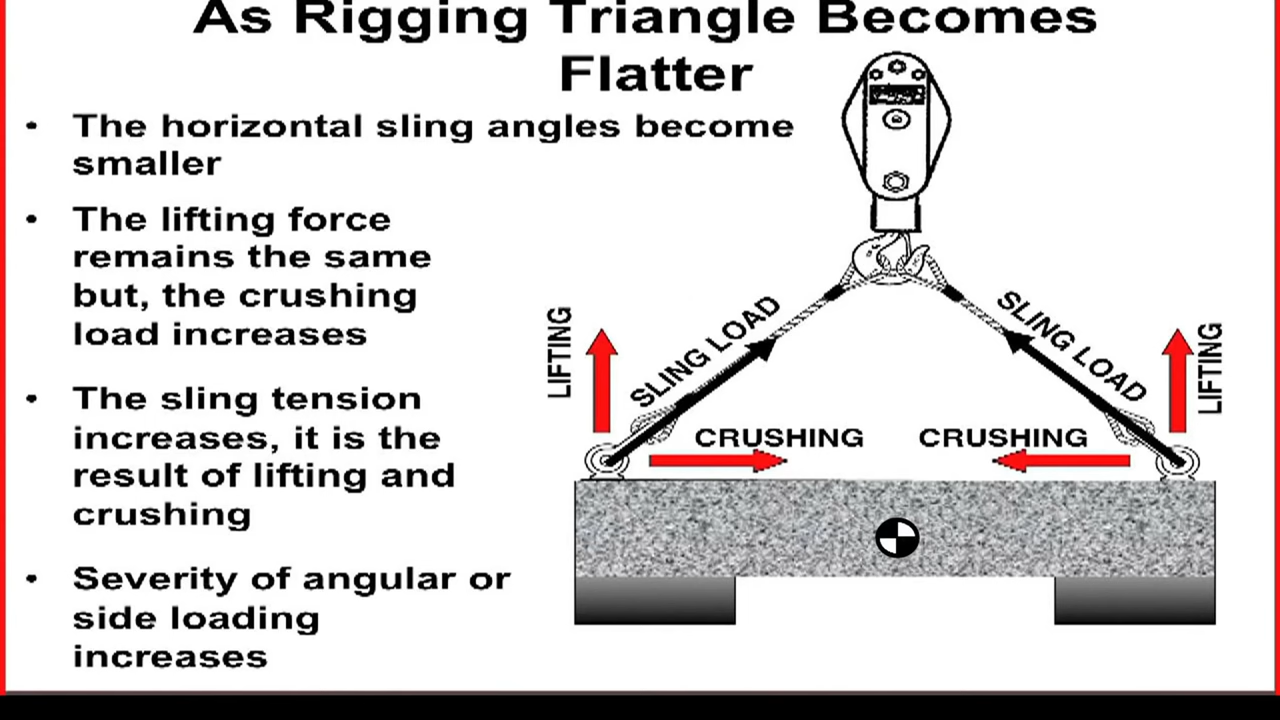 As Rigging Triangle Becomes
Flatter
• The horizontal sling angles become
smaller
• The lifting force
remains the same
but, the crushing
load increases
• The sling tension
increases, it is the
result of lifting and
crushing
• Severity of angular or
side loading
increases
LIFTING
SLING LOAD
SLING LOAD
LIFTING
CRUSHING
CRUSHING